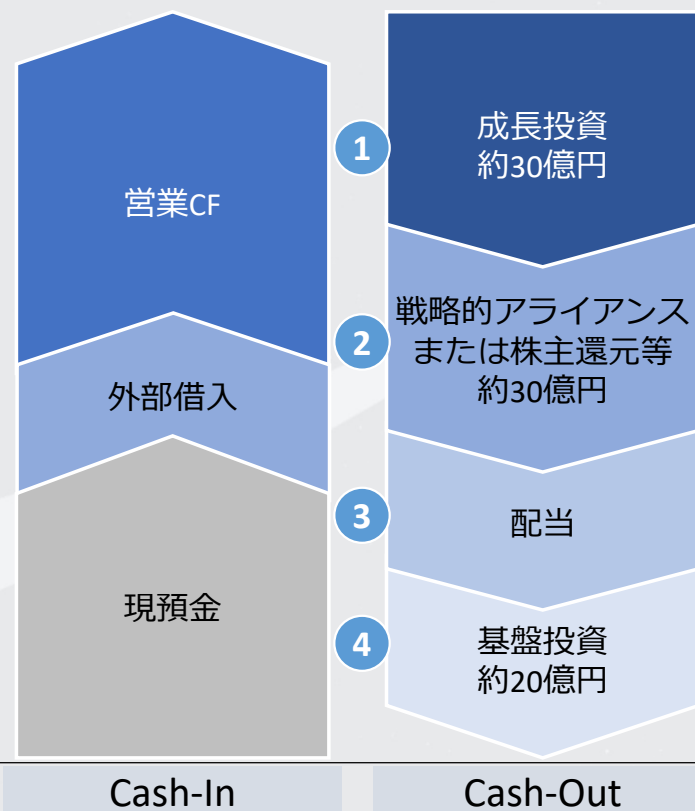 営業CF
外部借入
現預金
Cash-In
1
成長投資
約30億円
2
戦略的アライアンス
または株主還元等
約30億円
3
配当
4
基盤投資
約20億円
Cash-Out